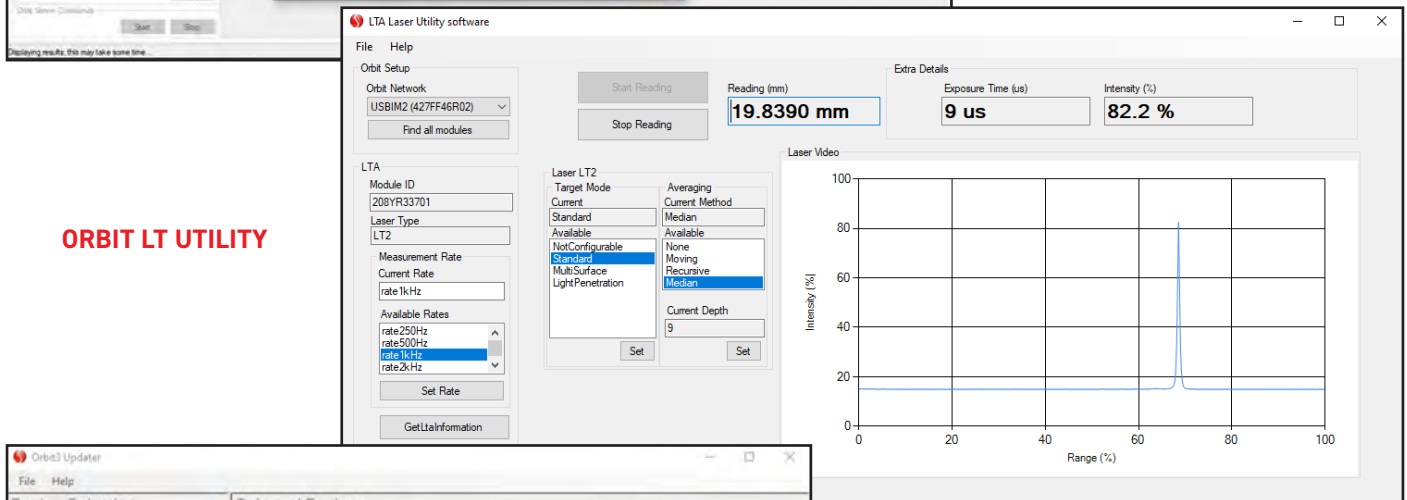 Orbit Server Commands
Start Stop
Displaying results, this may take some time...
LTA Laser Utility software
File Help
Orbit Setup
Orbit Network
USBIM2 (427FF46R02)
Find all modules
Start Reading
Stop Reading
Reading (mm)
19.8390 mm
Extra Details
Exposure Time (us)
9 us
Intensity (%)
82.2 %
ORBIT LT UTILITY
LTA
Module ID
208YR33701
Laser Type
LT2
Measurement Rate
Current Rate
rate1kHz
Available Rates
rate250Hz
rate500Hz
rate1kHz
rate2kHz
Set Rate
GetLtaInformation
Laser LT2
Target Mode
Current
Standard
Available
NotConfigurable
Standard
MultiSurface
LightPenetration
Set
Averaging
Current Method
Median
Available
None
Moving
Recursive
Median
Current Depth
9
Set
Laser Video
Intensity (%)
100
80
60
40
20
0
0 20 40 60 80 100
Range (%)
Orbit3 Updater
File Help